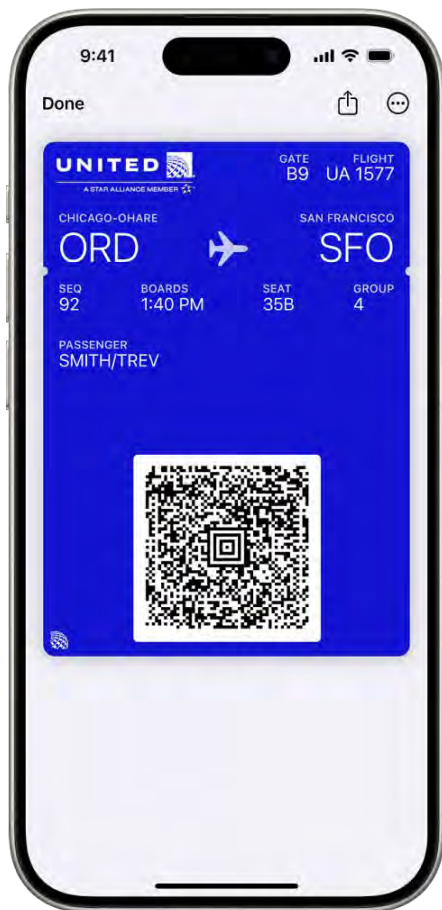 9:41
Done
UNITED
A STAR ALLIANCE MEMBER
GATE FLIGHT
B9 UA 1577
CHICAGO-OHARE SAN FRANCISCO
ORD SFO
SEQ BOARDS SEAT GROUP
92 1:40 PM 35B 4
PASSENGER
SMITH/TREV